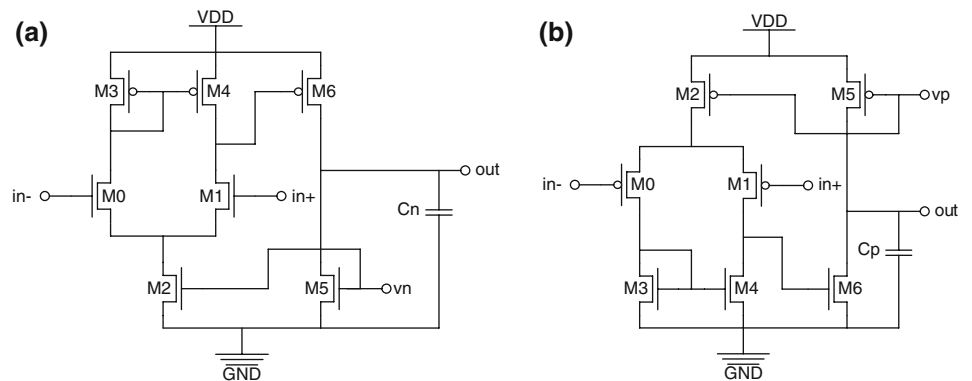 (a)
VDD
M3
M4
M6
in-
M0
M1
in+
out
Cn
M2
M5
vn
GND
(b)
VDD
M2
M5
vp
in-
M0
M1
in+
out
Cp
M3
M4
M6
GND